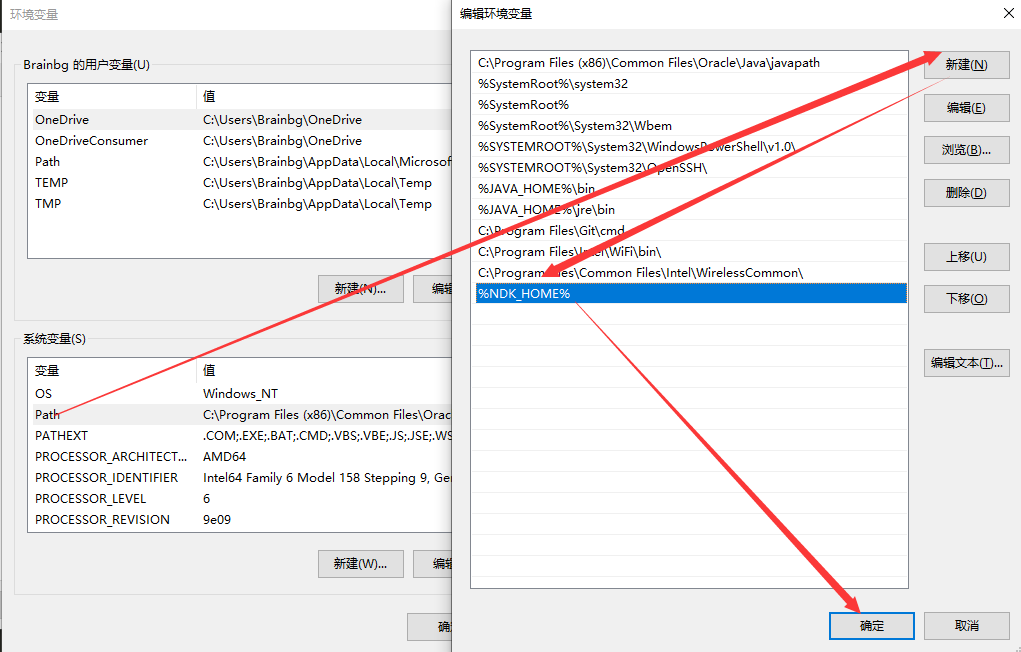 环境变量
Brainbg 的用户变量(U)
变量 值
OneDrive C:\Users\Brainbg\OneDrive
OneDriveConsumer C:\Users\Brainbg\OneDrive
Path C:\Users\Brainbg\AppData\Local\Microsof
TEMP C:\Users\Brainbg\AppData\Local\Temp
TMP C:\Users\Brainbg\AppData\Local\Temp
新建(N)... 编辑
系统变量(S)
变量 值
OS Windows_NT
Path C:\Program Files (x86)\Common Files\Orac
PATHEXT .COM;.EXE;.BAT;.CMD;.VBS;.VBE;.JS;.JSE;.WS
PROCESSOR_ARCHITECT... AMD64
PROCESSOR_IDENTIFIER Intel64 Family 6 Model 158 Stepping 9, Ge
PROCESSOR_LEVEL 6
PROCESSOR_REVISION 9e09
新建(W)... 编辑
确
编辑环境变量
C:\Program Files (x86)\Common Files\Oracle\Java\javapath
%SystemRoot%\system32
%SystemRoot%
%SystemRoot%\System32\Wbem
%SYSTEMROOT%\System32\WindowsPowerShell\v1.0\
%SYSTEMROOT%\System32\OpenSSH\
%JAVA_HOME%\bin
%JAVA_HOME%\jre\bin
C:\Program Files\Git\cmd
C:\Program Files\Intel\WiFi\bin\
C:\Program Files\Common Files\Intel\WirelessCommon\
%NDK_HOME%
新建(N)
编辑(E)
浏览(B)...
删除(D)
上移(U)
下移(O)
编辑文本(T)...
确定 取消